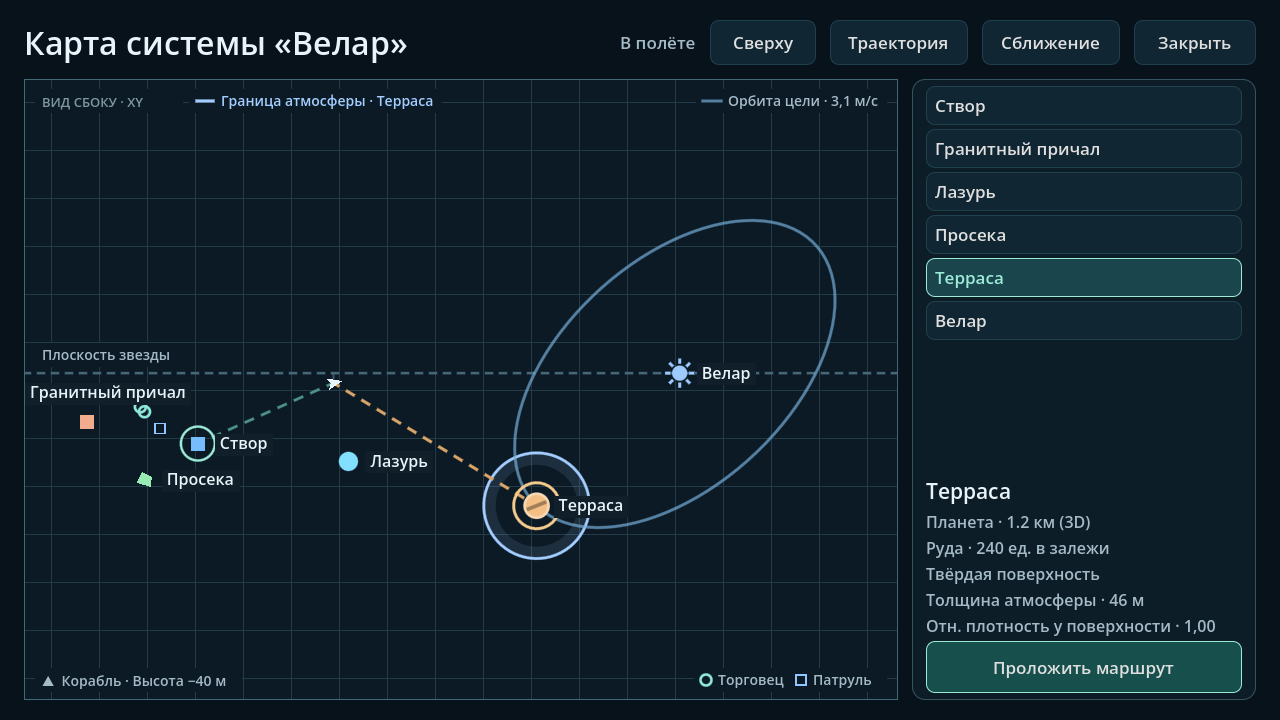 Карта системы «Велар»
В полёте
Сверху
Траектория
Сближение
Закрыть
ВИД СБОКУ · XY
Граница атмосферы · Терраса
Орбита цели · 3,1 м/с
Плоскость звезды
Гранитный причал
Створ
Просека
Лазурь
Терраса
Велар
Корабль · Высота −40 м
Торговец
Патруль
Створ
Гранитный причал
Лазурь
Просека
Терраса
Велар
Терраса
Планета · 1.2 км (3D)
Руда · 240 ед. в залежи
Твёрдая поверхность
Толщина атмосферы · 46 м
Отн. плотность у поверхности · 1,00
Проложить маршрут